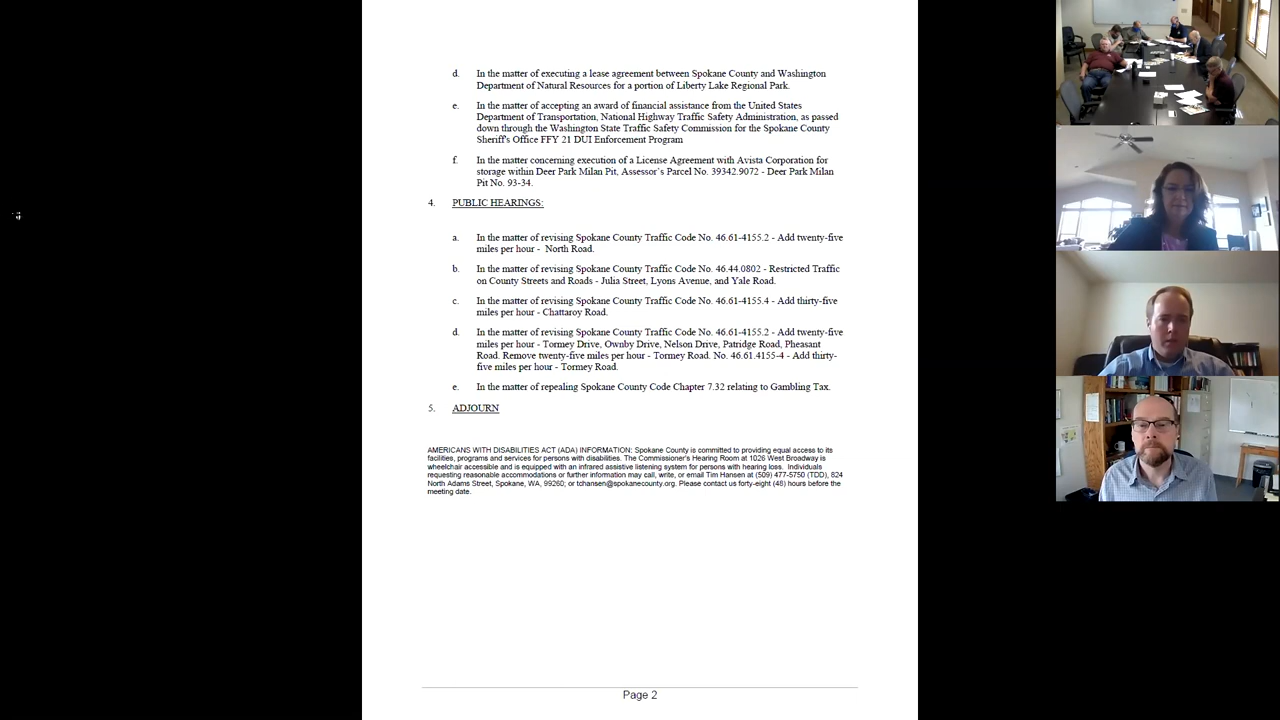 d. In the matter of executing a lease agreement between Spokane County and Washington
Department of Natural Resources for a portion of Liberty Lake Regional Park.
e. In the matter of accepting an award of financial assistance from the United States
Department of Transportation, National Highway Traffic Safety Administration, as passed
down through the Washington State Traffic Safety Commission for the Spokane County
Sheriff's Office FFY 21 DUI Enforcement Program
f. In the matter concerning execution of a License Agreement with Avista Corporation for
storage within Deer Park Milan Pit, Assessor's Parcel No. 39342.9072 - Deer Park Milan
Pit No. 93-34.
4. PUBLIC HEARINGS:
a. In the matter of revising Spokane County Traffic Code No. 46.61-4155.2 - Add twenty-five
miles per hour - North Road.
b. In the matter of revising Spokane County Traffic Code No. 46.44.0802 - Restricted Traffic
on County Streets and Roads - Julia Street, Lyons Avenue, and Yale Road.
c. In the matter of revising Spokane County Traffic Code No. 46.61-4155.4 - Add thirty-five
miles per hour - Chattaroy Road.
d. In the matter of revising Spokane County Traffic Code No. 46.61-4155.2 - Add twenty-five
miles per hour - Tormey Drive, Ownby Drive, Nelson Drive, Patridge Road, Pheasant
Road. Remove twenty-five miles per hour - Tormey Road. No. 46.61.4155-4 - Add thirty-
five miles per hour - Tormey Road.
e. In the matter of repealing Spokane County Code Chapter 7.32 relating to Gambling Tax.
5. ADJOURN
AMERICANS WITH DISABILITIES ACT (ADA) INFORMATION: Spokane County is committed to providing equal access to its
facilities, programs and services for persons with disabilities. The Commissioner's Hearing Room at 1026 West Broadway is
wheelchair accessible and is equipped with an infrared assistive listening system for persons with hearing loss. Individuals
requesting reasonable accommodations or further information may call, write, or email Tim Hansen at (509) 477-5750 (TDD), 824
North Adams Street, Spokane, WA, 99260; or tchansen@spokanecounty.org. Please contact us forty-eight (48) hours before the
meeting date.
Page 2